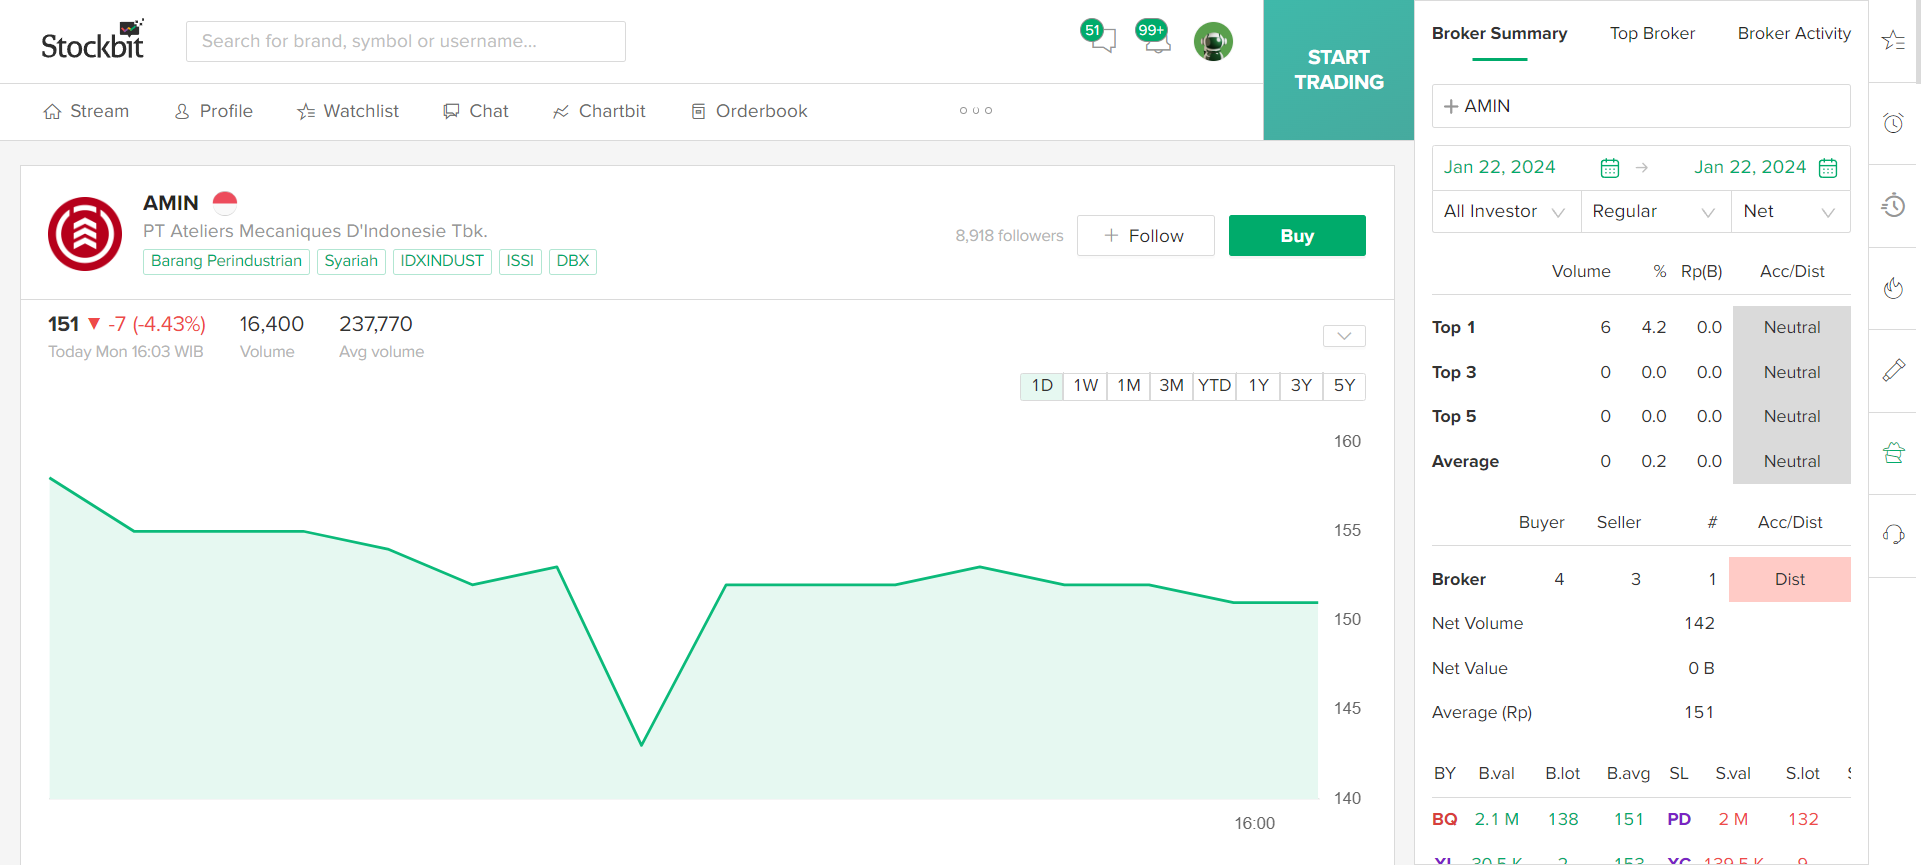 Stockbit
Search for brand, symbol or username...
51
99+
START
TRADING
Stream Profile Watchlist Chat Chartbit Orderbook
AMIN
PT Ateliers Mecaniques D'Indonesie Tbk.
Barang Perindustrian Syariah IDXINDUST ISSI DBX
8,918 followers
+ Follow
Buy
151 ▼ -7 (-4.43%) 16,400 237,770
Today Mon 16:03 WIB Volume Avg volume
1D 1W 1M 3M YTD 1Y 3Y 5Y
160
155
150
145
140
16:00
Broker Summary Top Broker Broker Activity
+ AMIN
Jan 22, 2024 → Jan 22, 2024
All Investor Regular Net
Volume % Rp(B) Acc/Dist
Top 1 6 4.2 0.0 Neutral
Top 3 0 0.0 0.0 Neutral
Top 5 0 0.0 0.0 Neutral
Average 0 0.2 0.0 Neutral
Buyer Seller # Acc/Dist
Broker 4 3 1 Dist
Net Volume 142
Net Value 0 B
Average (Rp) 151
BY B.val B.lot B.avg SL S.val S.lot
BQ 2.1 M 138 151 PD 2 M 132